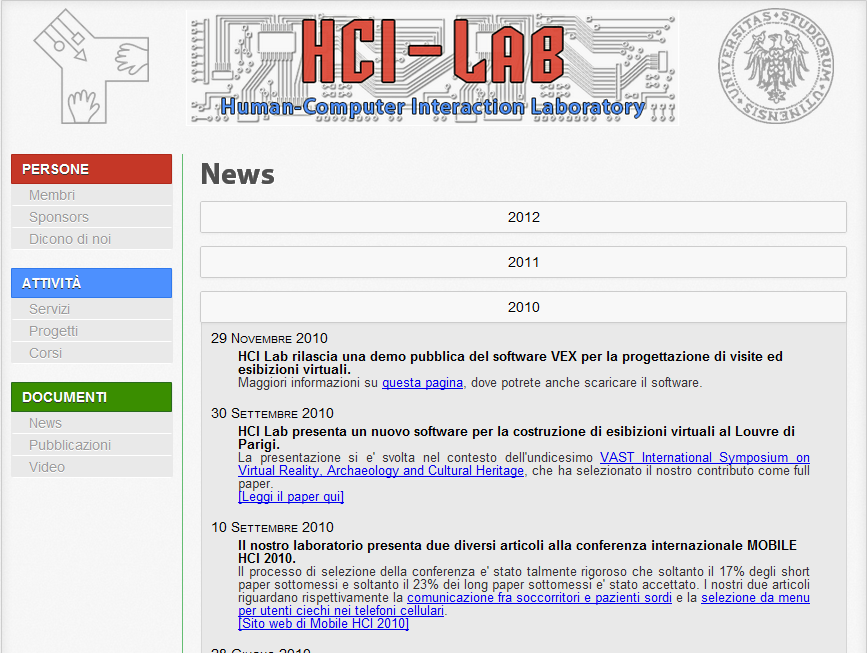 HCI-LAB
Human-Computer Interaction Laboratory
UNIVERSITAS STUDIORUM UTINENSIS
PERSONE
Membri
Sponsors
Dicono di noi
ATTIVITÀ
Servizi
Progetti
Corsi
DOCUMENTI
News
Pubblicazioni
Video
News
2012
2011
2010
29 Novembre 2010
HCI Lab rilascia una demo pubblica del software VEX per la progettazione di visite ed
esibizioni virtuali.
Maggiori informazioni su questa pagina, dove potrete anche scaricare il software.
30 Settembre 2010
HCI Lab presenta un nuovo software per la costruzione di esibizioni virtuali al Louvre di
Parigi.
La presentazione si e' svolta nel contesto dell'undicesimo VAST International Symposium on
Virtual Reality, Archaeology and Cultural Heritage, che ha selezionato il nostro contributo come full
paper.
[Leggi il paper qui]
10 Settembre 2010
Il nostro laboratorio presenta due diversi articoli alla conferenza internazionale MOBILE
HCI 2010.
Il processo di selezione della conferenza e' stato talmente rigoroso che soltanto il 17% degli short
paper sottomessi e soltanto il 23% dei long paper sottomessi e' stato accettato. I nostri due articoli
riguardano rispettivamente la comunicazione fra soccorritori e pazienti sordi e la selezione da menu
per utenti ciechi nei telefoni cellulari.
[Sito web di Mobile HCI 2010]
28 Giugno 2010